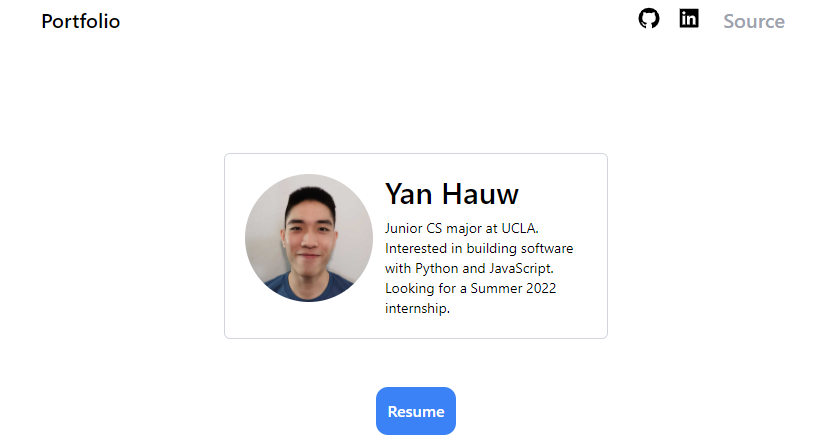 Portfolio
in Source
Yan Hauw
Junior CS major at UCLA.
Interested in building software
with Python and JavaScript.
Looking for a Summer 2022
internship.
Resume